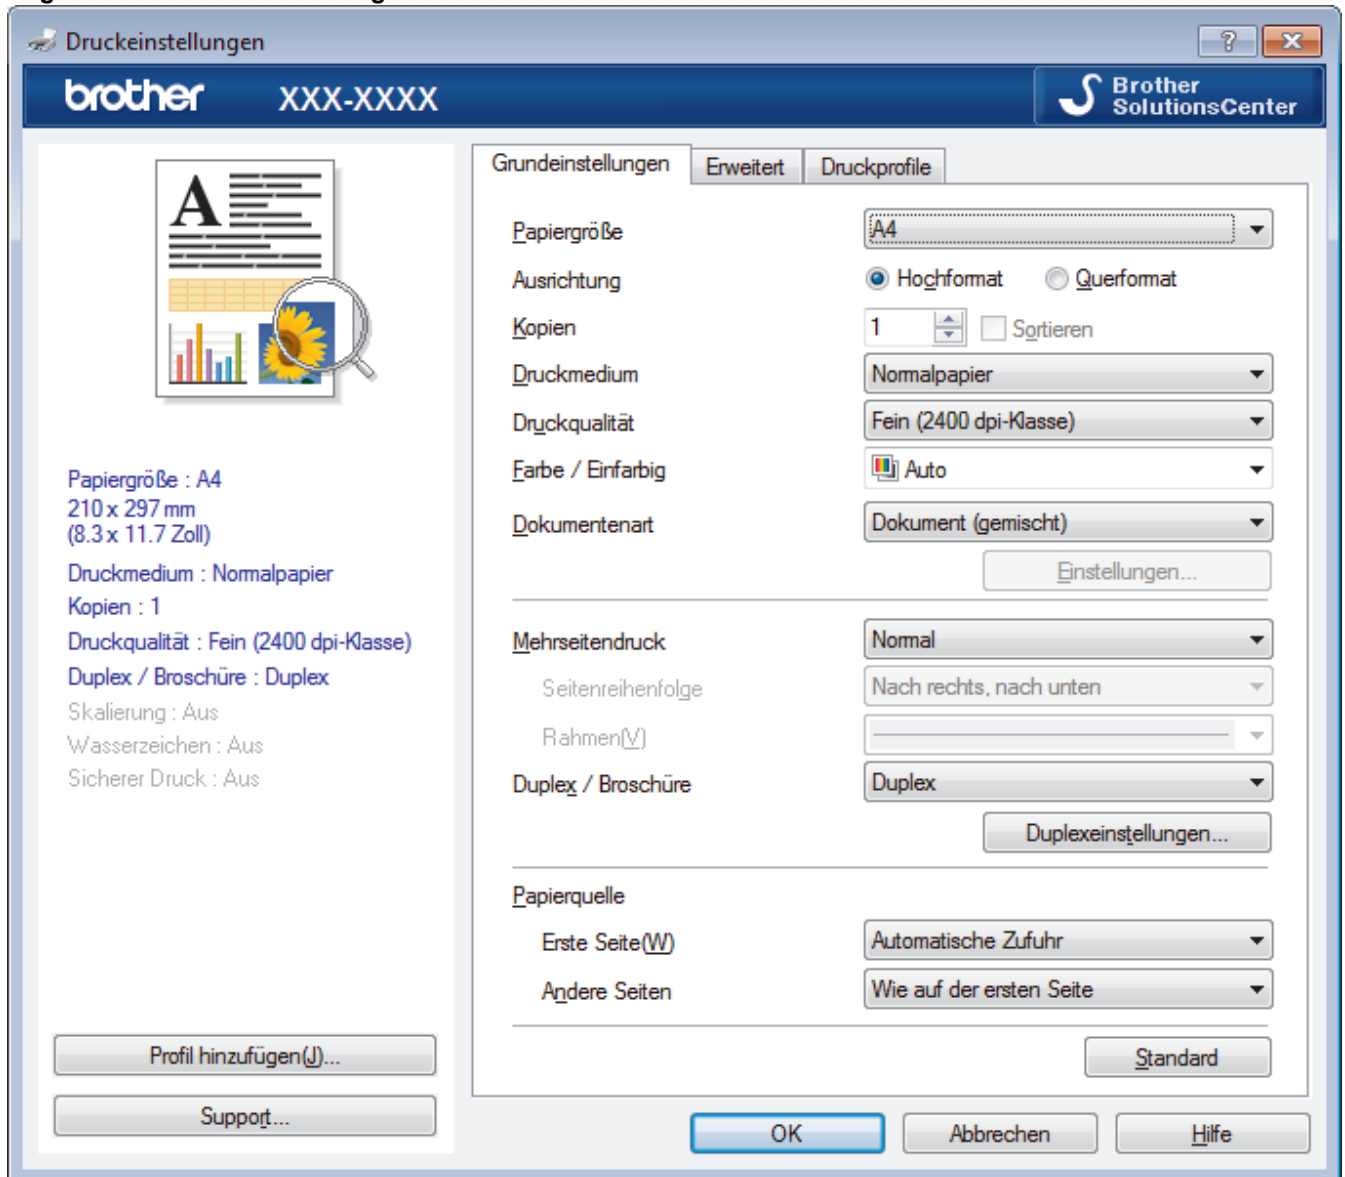 Druckeinstellungen
brother XXX-XXXX
Brother
SolutionsCenter
A
Papiergröße : A4
210 x 297 mm
(8.3 x 11.7 Zoll)
Druckmedium : Normalpapier
Kopien : 1
Druckqualität : Fein (2400 dpi-Klasse)
Duplex / Broschüre : Duplex
Skalierung : Aus
Wasserzeichen : Aus
Sicherer Druck : Aus
Profil hinzufügen(J)...
Support...
Grundeinstellungen Erweitert Druckprofile
Papiergröße A4
Ausrichtung Hochformat Querformat
Kopien 1 Sortieren
Druckmedium Normalpapier
Druckqualität Fein (2400 dpi-Klasse)
Farbe / Einfarbig Auto
Dokumentenart Dokument (gemischt)
Einstellungen...
Mehrseitendruck Normal
Seitenreihenfolge Nach rechts, nach unten
Rahmen(V)
Duplex / Broschüre Duplex
Duplexeinstellungen...
Papierquelle
Erste Seite(W) Automatische Zufuhr
Andere Seiten Wie auf der ersten Seite
Standard
OK Abbrechen Hilfe